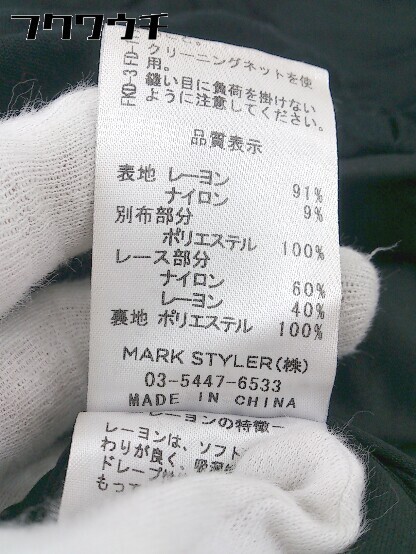 フクウウチ
クリーニングネットを使
用。
縫い目に負荷を掛けない
ように注意してください。
品質表示
表地 レーヨン 91%
ナイロン 9%
別布部分
ポリエステル 100%
レース部分
ナイロン 60%
レーヨン 40%
裏地 ポリエステル 100%
MARK STYLER(株)
03-5447-6533
MADE IN CHINA
レーヨンの特徴
レーヨンは、ソフト
わりが良く、吸湿
ドレープ
もって